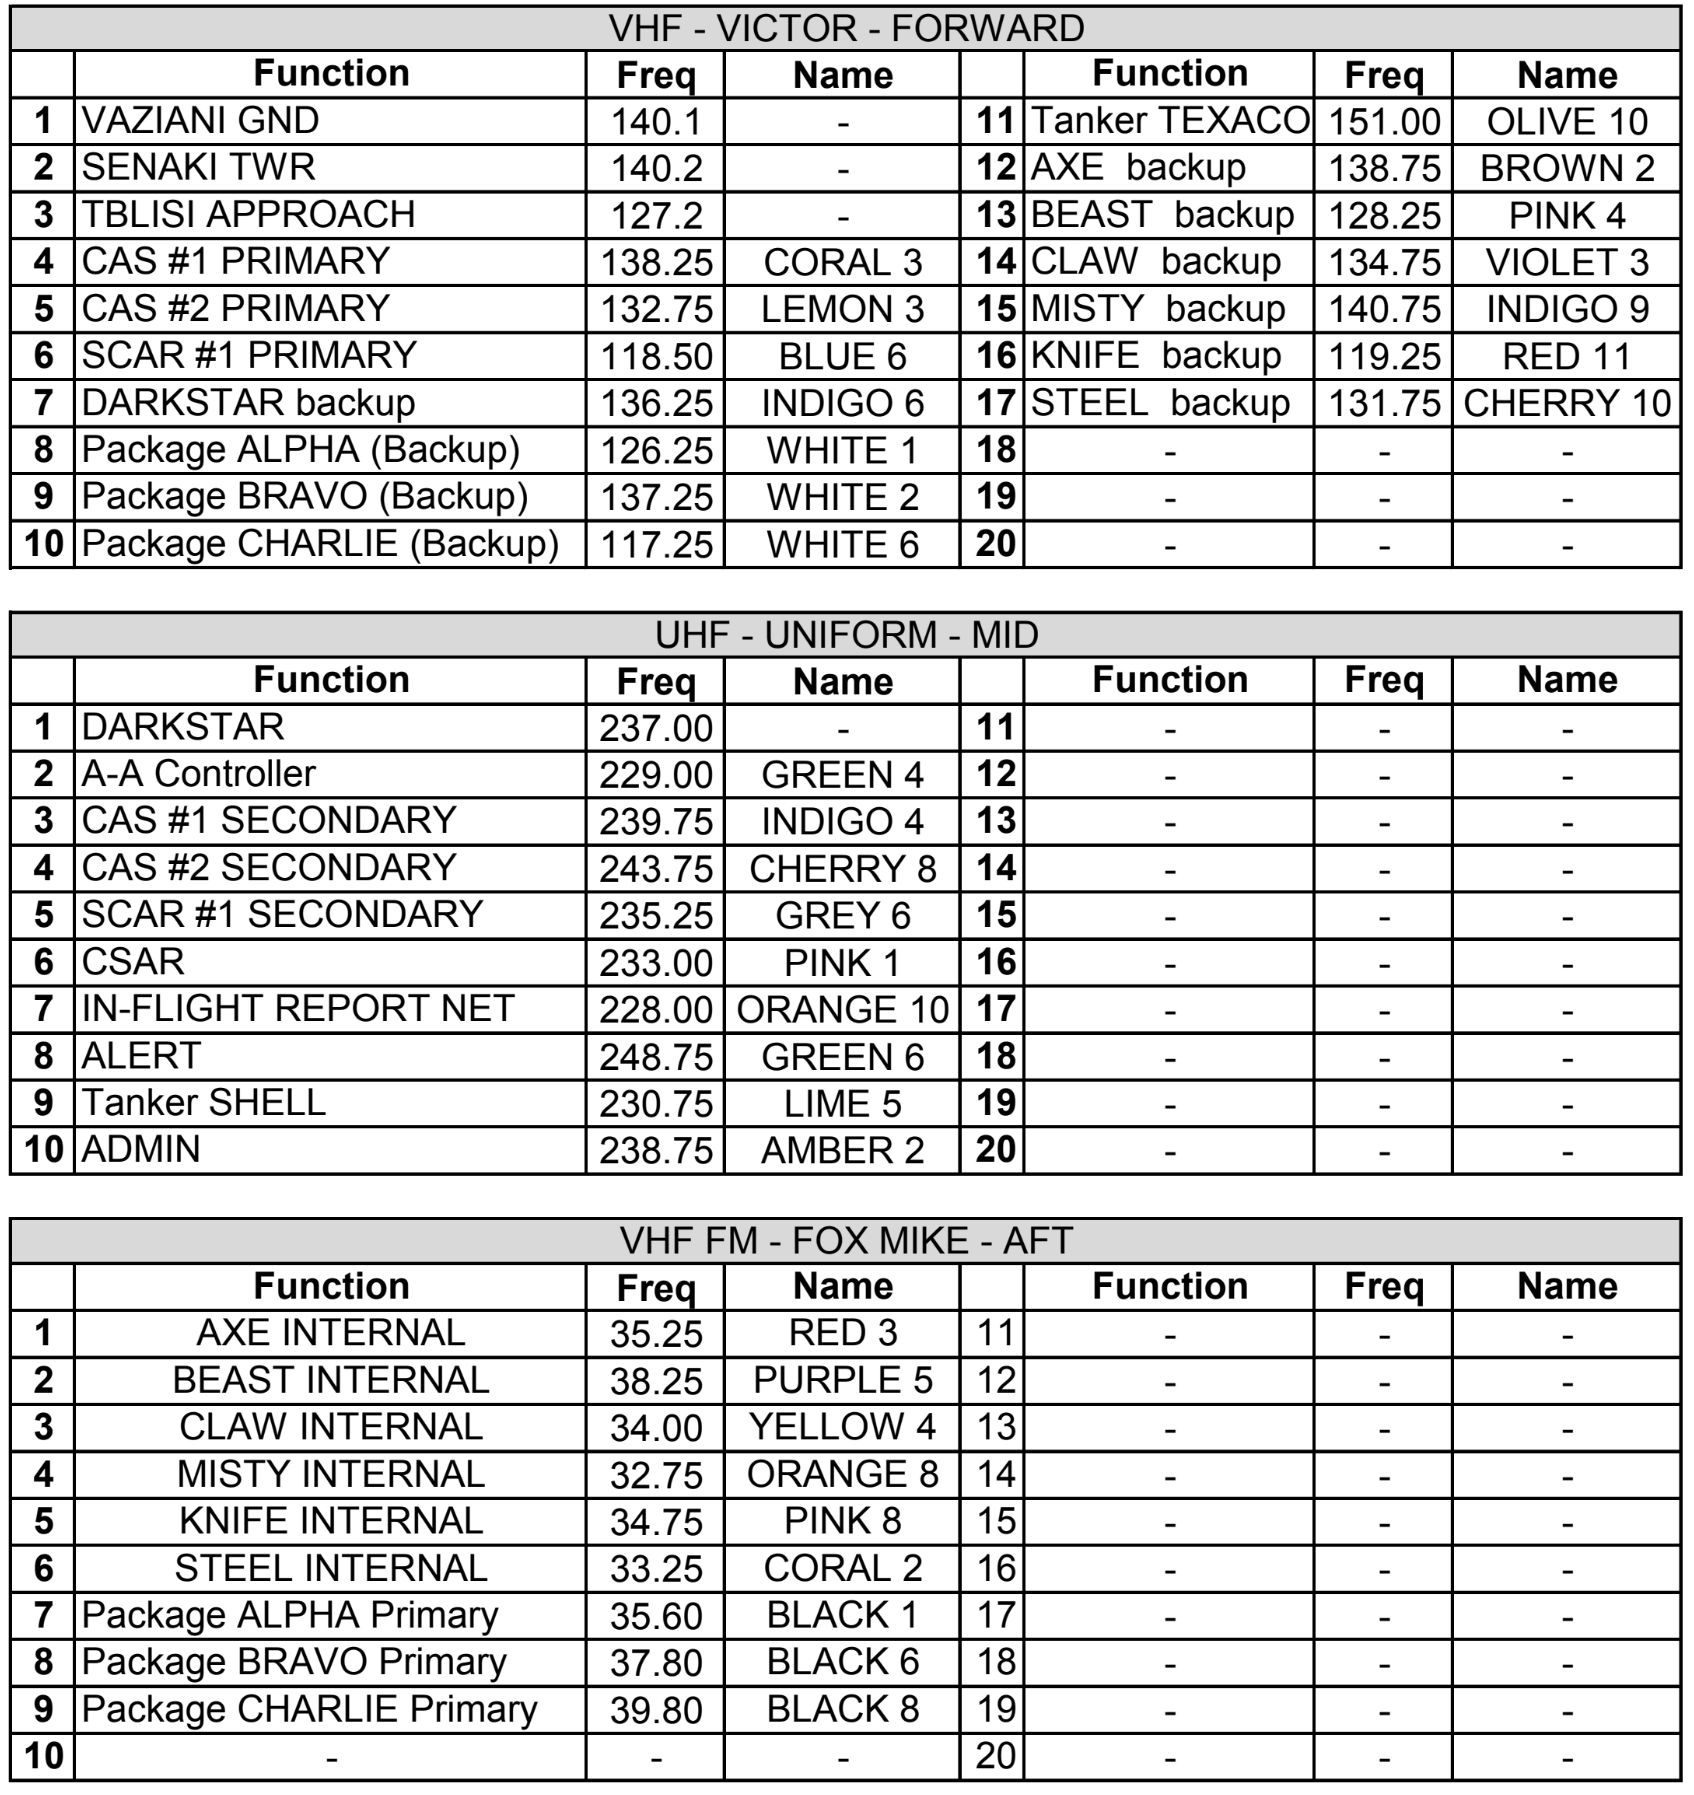 VHF - VICTOR - FORWARD
Function Freq Name Function Freq Name
1 VAZIANI GND 140.1 - 11 Tanker TEXACO 151.00 OLIVE 10
2 SENAKI TWR 140.2 - 12 AXE backup 138.75 BROWN 2
3 TBLISI APPROACH 127.2 - 13 BEAST backup 128.25 PINK 4
4 CAS #1 PRIMARY 138.25 CORAL 3 14 CLAW backup 134.75 VIOLET 3
5 CAS #2 PRIMARY 132.75 LEMON 3 15 MISTY backup 140.75 INDIGO 9
6 SCAR #1 PRIMARY 118.50 BLUE 6 16 KNIFE backup 119.25 RED 11
7 DARKSTAR backup 136.25 INDIGO 6 17 STEEL backup 131.75 CHERRY 10
8 Package ALPHA (Backup) 126.25 WHITE 1 18 - - -
9 Package BRAVO (Backup) 137.25 WHITE 2 19 - - -
10 Package CHARLIE (Backup) 117.25 WHITE 6 20 - - -
UHF - UNIFORM - MID
Function Freq Name Function Freq Name
1 DARKSTAR 237.00 - 11 - - -
2 A-A Controller 229.00 GREEN 4 12 - - -
3 CAS #1 SECONDARY 239.75 INDIGO 4 13 - - -
4 CAS #2 SECONDARY 243.75 CHERRY 8 14 - - -
5 SCAR #1 SECONDARY 235.25 GREY 6 15 - - -
6 CSAR 233.00 PINK 1 16 - - -
7 IN-FLIGHT REPORT NET 228.00 ORANGE 10 17 - - -
8 ALERT 248.75 GREEN 6 18 - - -
9 Tanker SHELL 230.75 LIME 5 19 - - -
10 ADMIN 238.75 AMBER 2 20 - - -
VHF FM - FOX MIKE - AFT
Function Freq Name Function Freq Name
1 AXE INTERNAL 35.25 RED 3 11 - - -
2 BEAST INTERNAL 38.25 PURPLE 5 12 - - -
3 CLAW INTERNAL 34.00 YELLOW 4 13 - - -
4 MISTY INTERNAL 32.75 ORANGE 8 14 - - -
5 KNIFE INTERNAL 34.75 PINK 8 15 - - -
6 STEEL INTERNAL 33.25 CORAL 2 16 - - -
7 Package ALPHA Primary 35.60 BLACK 1 17 - - -
8 Package BRAVO Primary 37.80 BLACK 6 18 - - -
9 Package CHARLIE Primary 39.80 BLACK 8 19 - - -
10 - - - 20 - - -